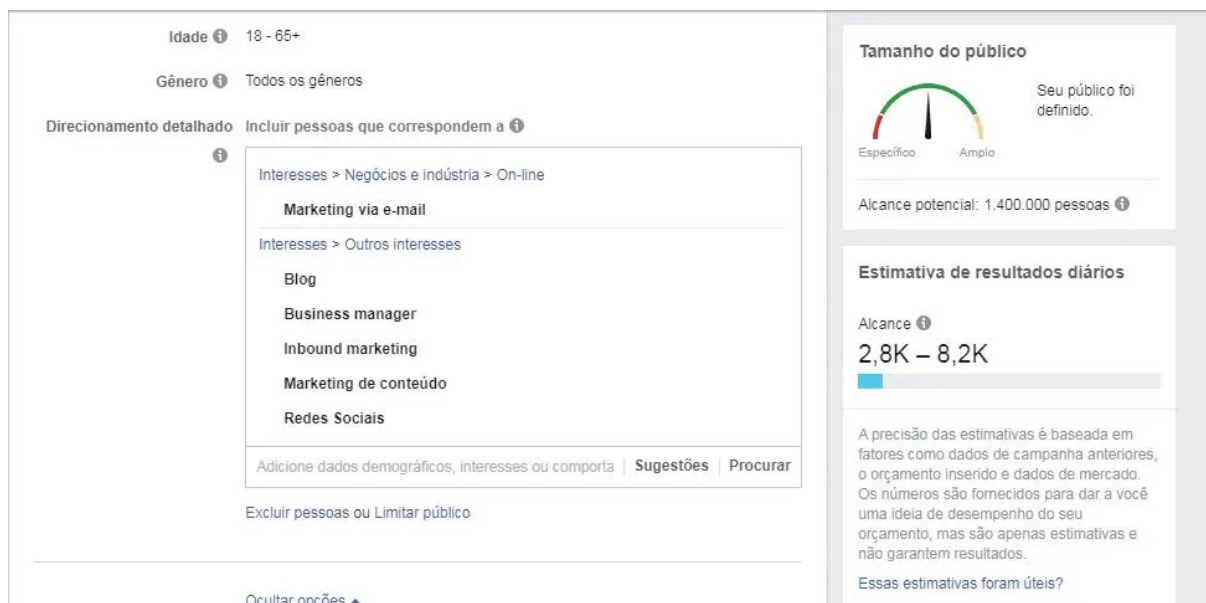 Idade
18 - 65+
Gênero
Todos os gêneros
Direcionamento detalhado
Incluir pessoas que correspondem a
Interesses > Negócios e indústria > On-line
Marketing via e-mail
Interesses > Outros interesses
Blog
Business manager
Inbound marketing
Marketing de conteúdo
Redes Sociais
Adicione dados demográficos, interesses ou comporta | Sugestões | Procurar
Excluir pessoas ou Limitar público
Ocultar opções
Tamanho do público
Seu público foi
definido.
Específico
Amplo
Alcance potencial: 1.400.000 pessoas
Estimativa de resultados diários
Alcance
2,8K – 8,2K
A precisão das estimativas é baseada em
fatores como dados de campanha anteriores,
o orçamento inserido e dados de mercado.
Os números são fornecidos para dar a você
uma ideia de desempenho do seu
orçamento, mas são apenas estimativas e
não garantem resultados.
Essas estimativas foram úteis?